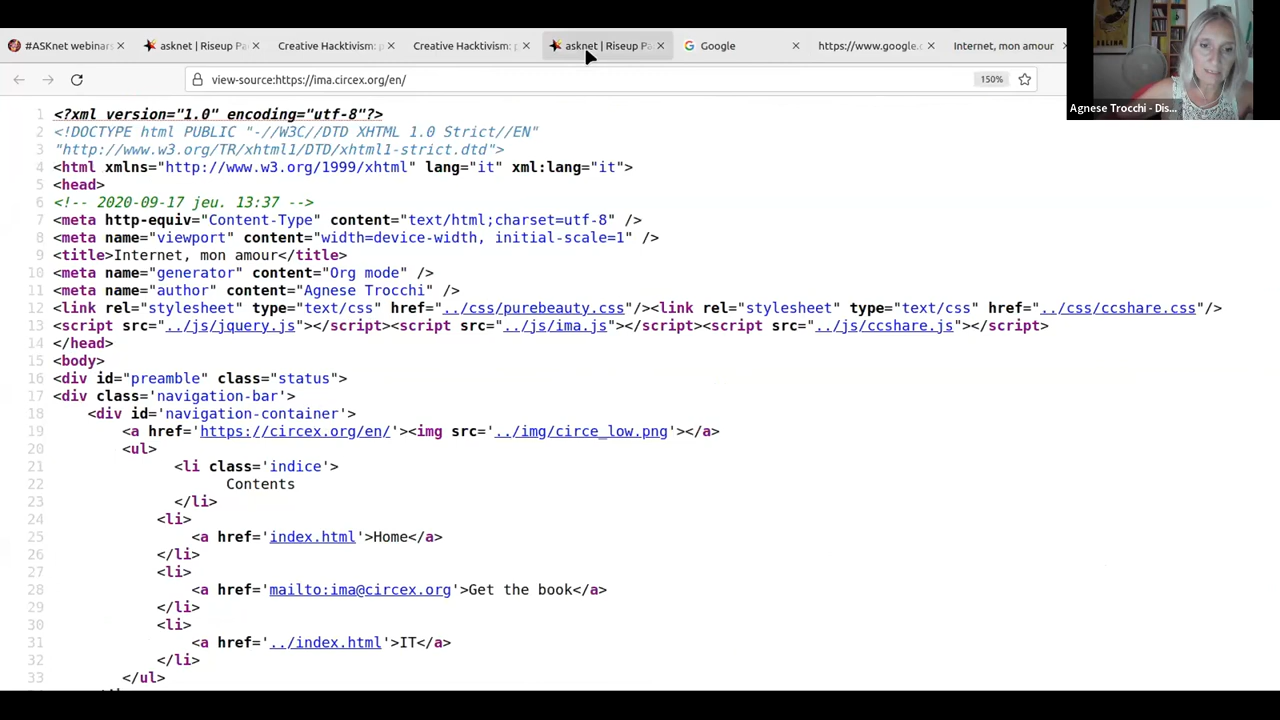 #ASKnet webinars
asknet | Riseup Pa
Creative Hacktivism: p
Creative Hacktivism: p
asknet | Riseup Pa
Google
https://www.google.c
Internet, mon amour
view-source:https://ima.circex.org/en/
150%
Agnese Trocchi - Dis...
1 <?xml version="1.0" encoding="utf-8"?>
2 <!DOCTYPE html PUBLIC "-//W3C//DTD XHTML 1.0 Strict//EN"
3 "http://www.w3.org/TR/xhtml1/DTD/xhtml1-strict.dtd">
4 <html xmlns="http://www.w3.org/1999/xhtml" lang="it" xml:lang="it">
5 <head>
6 <!-- 2020-09-17 jeu. 13:37 -->
7 <meta http-equiv="Content-Type" content="text/html;charset=utf-8" />
8 <meta name="viewport" content="width=device-width, initial-scale=1" />
9 <title>Internet, mon amour</title>
10 <meta name="generator" content="Org mode" />
11 <meta name="author" content="Agnese Trocchi" />
12 <link rel="stylesheet" type="text/css" href="../css/purebeauty.css"/><link rel="stylesheet" type="text/css" href="../css/ccshare.css"/>
13 <script src="../js/jquery.js"></script><script src="../js/ima.js"></script><script src="../js/ccshare.js"></script>
14 </head>
15 <body>
16 <div id="preamble" class="status">
17 <div class='navigation-bar'>
18 <div id='navigation-container'>
19 <a href='https://circex.org/en/'><img src='../img/circe_low.png'></a>
20 <ul>
21 <li class='indice'>
22 Contents
23 </li>
24 <li>
25 <a href='index.html'>Home</a>
26 </li>
27 <li>
28 <a href='mailto:ima@circex.org'>Get the book</a>
29 </li>
30 <li>
31 <a href='../index.html'>IT</a>
32 </li>
33 </ul>